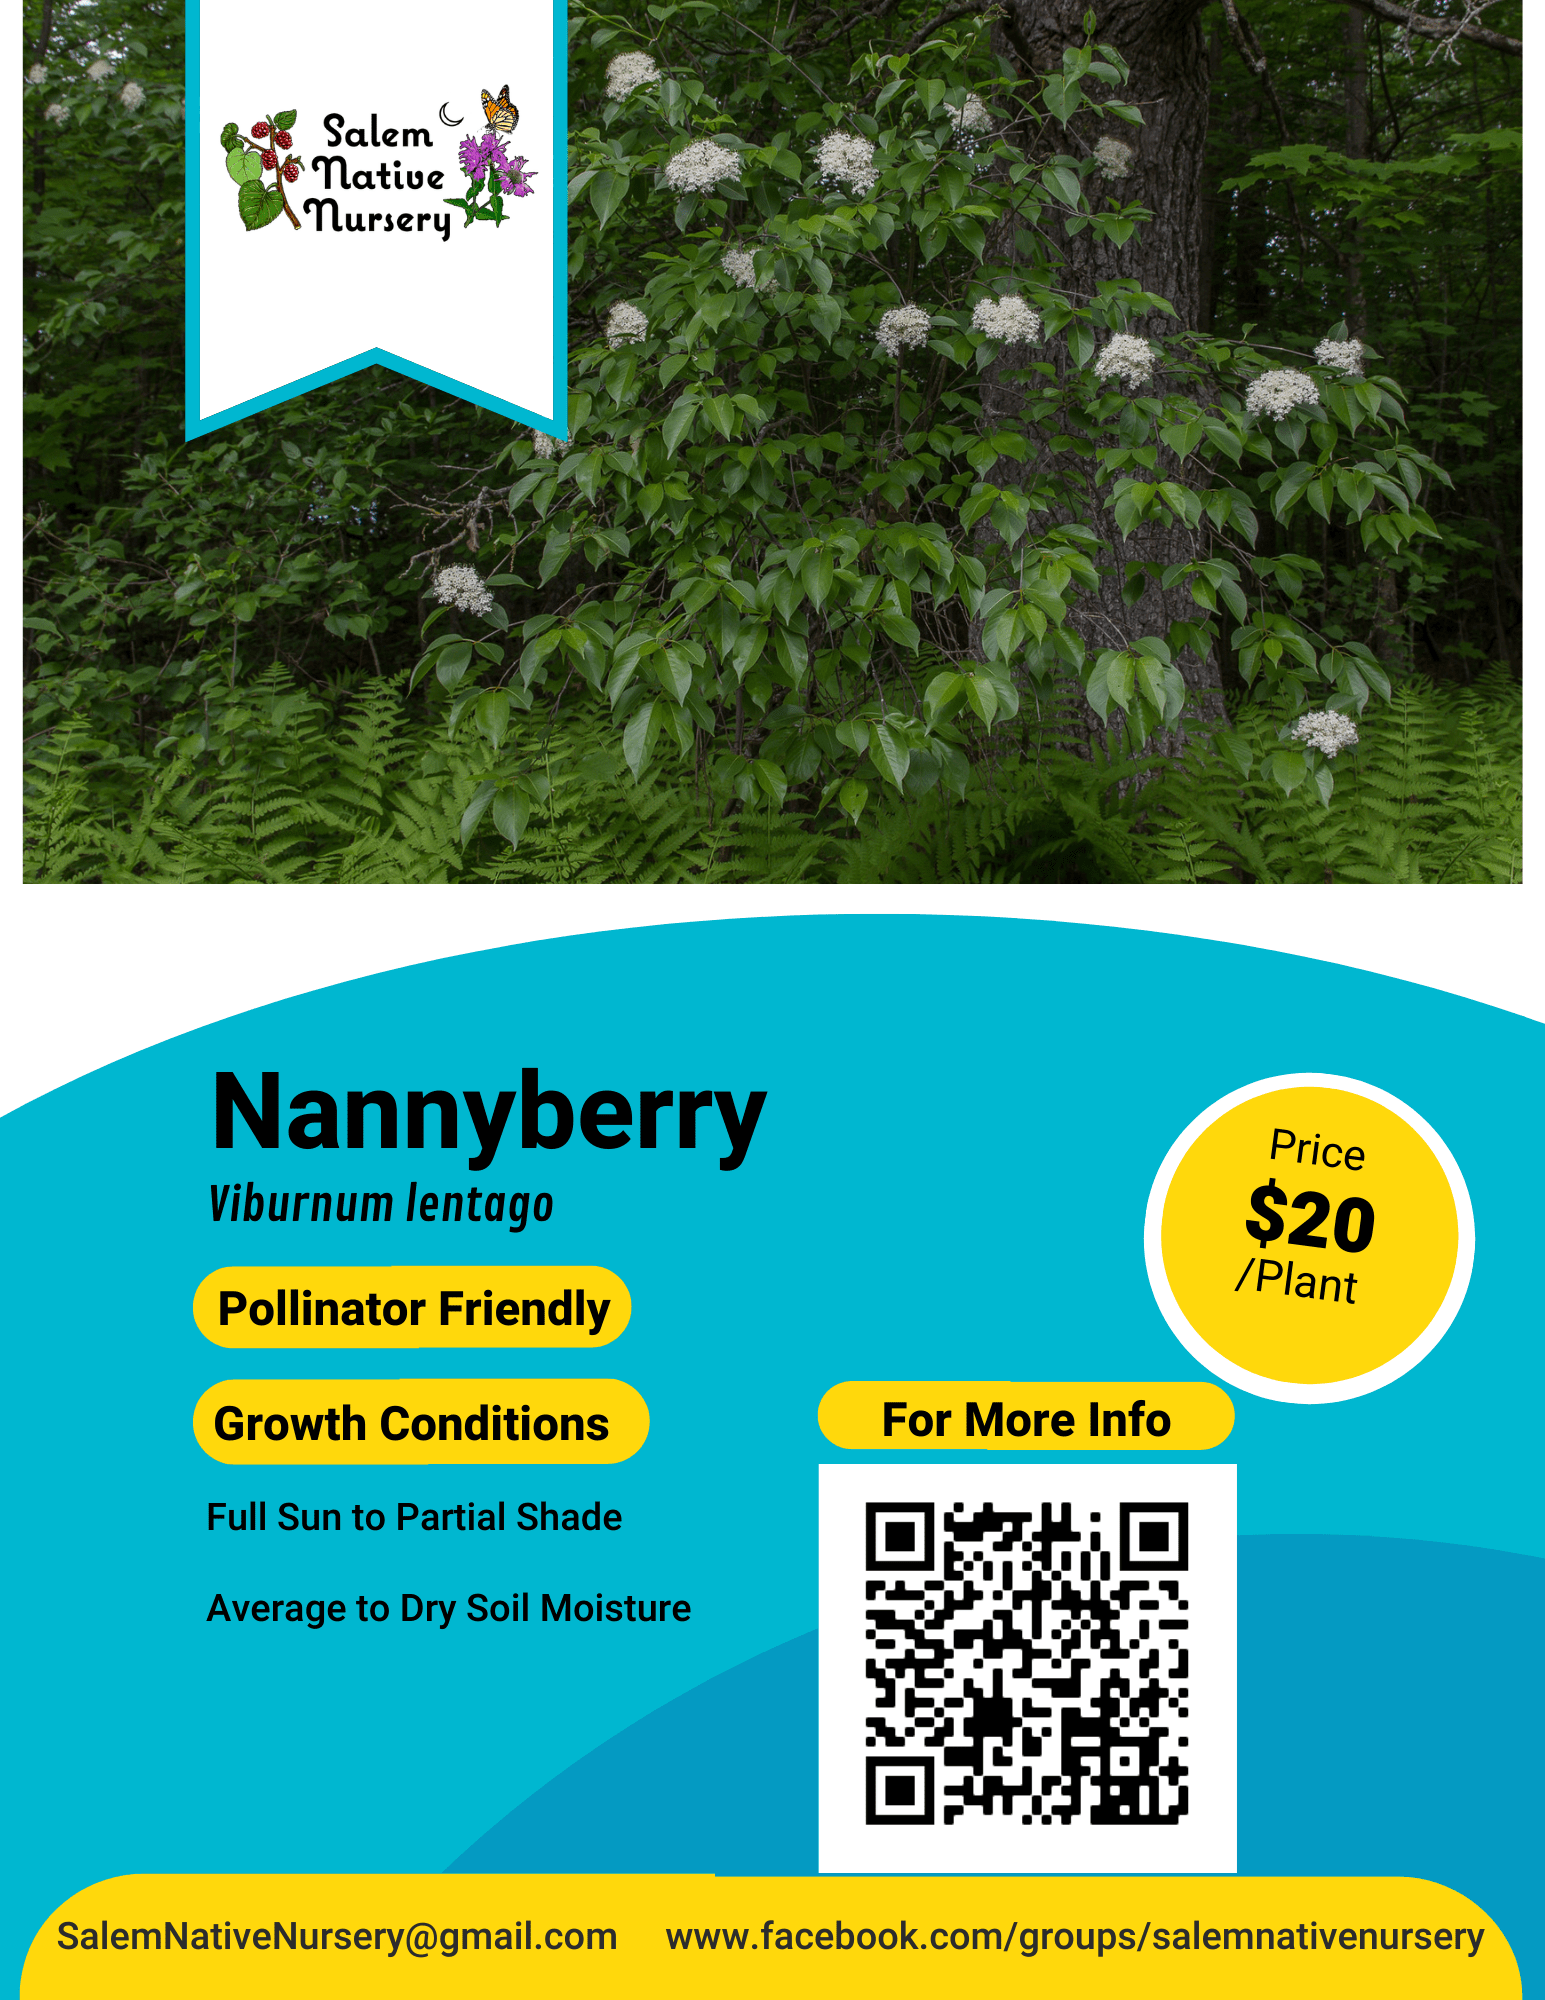 Salem
Native
Nursery
Nannyberry
Viburnum lentago
Price
$20
/Plant
Pollinator Friendly
Growth Conditions
For More Info
Full Sun to Partial Shade
Average to Dry Soil Moisture
SalemNativeNursery@gmail.com www.facebook.com/groups/salemnativenursery